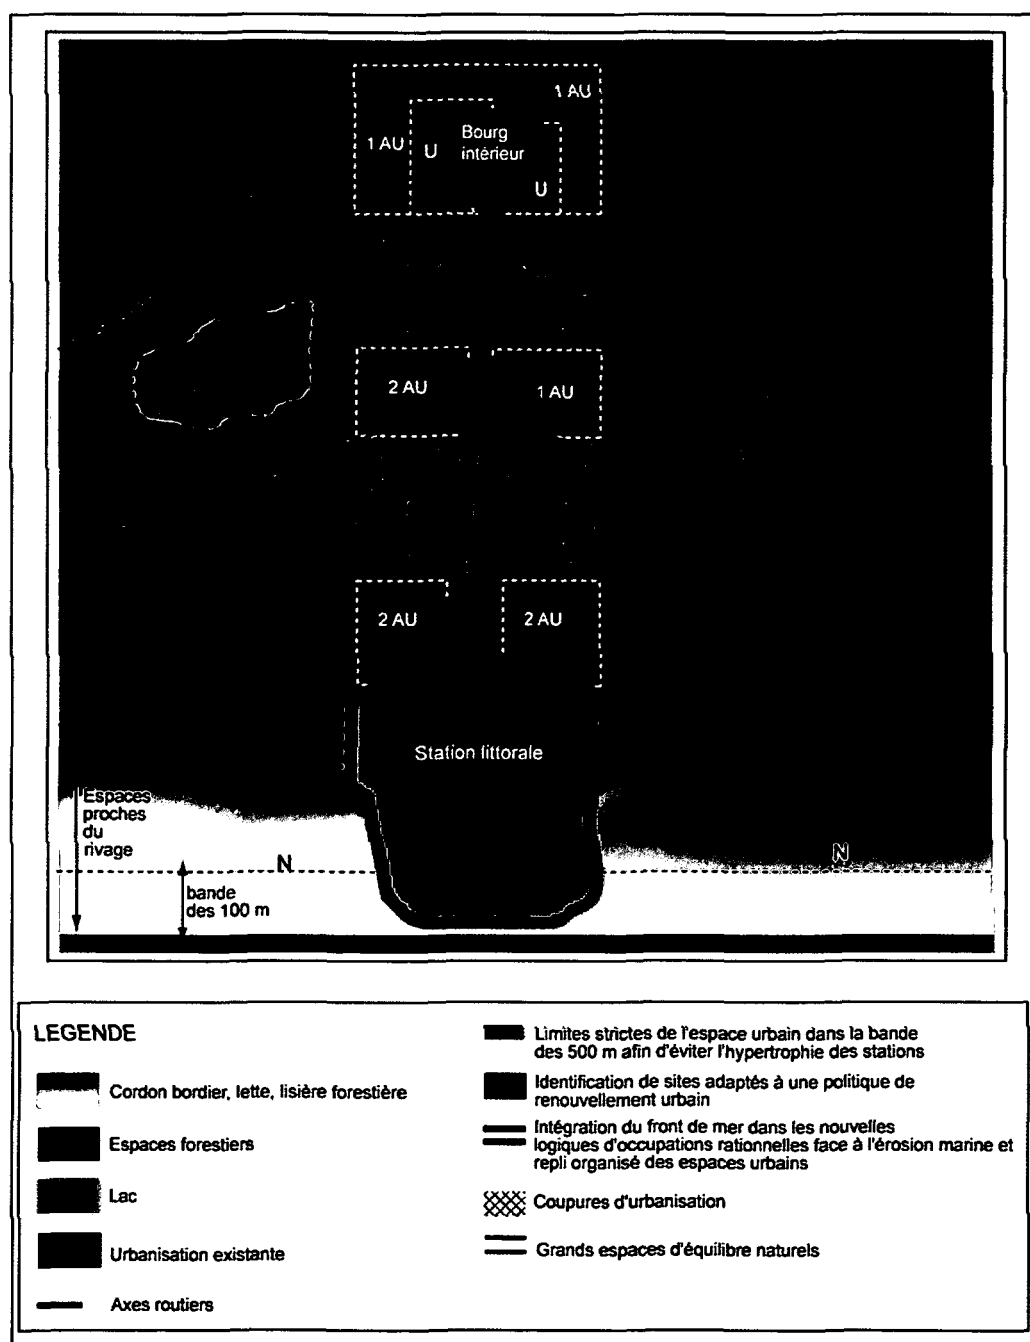 1 AU
1 AU
U
Bourg
intérieur
U
2 AU
1 AU
2 AU
2 AU
Station littorale
Espaces
proches
du
rivage
N
N
bande
des 100 m
LEGENDE
Cordon bordier, lette, lisière forestière
Espaces forestiers
Lac
Urbanisation existante
Axes routiers
Limites strictes de l'espace urbain dans la bande
des 500 m afin d'éviter l'hypertrophie des stations
Identification de sites adaptés à une politique de
renouvellement urbain
Intégration du front de mer dans les nouvelles
logiques d'occupations rationnelles face à l'érosion marine et
repli organisé des espaces urbains
Coupures d'urbanisation
Grands espaces d'équilibre naturels